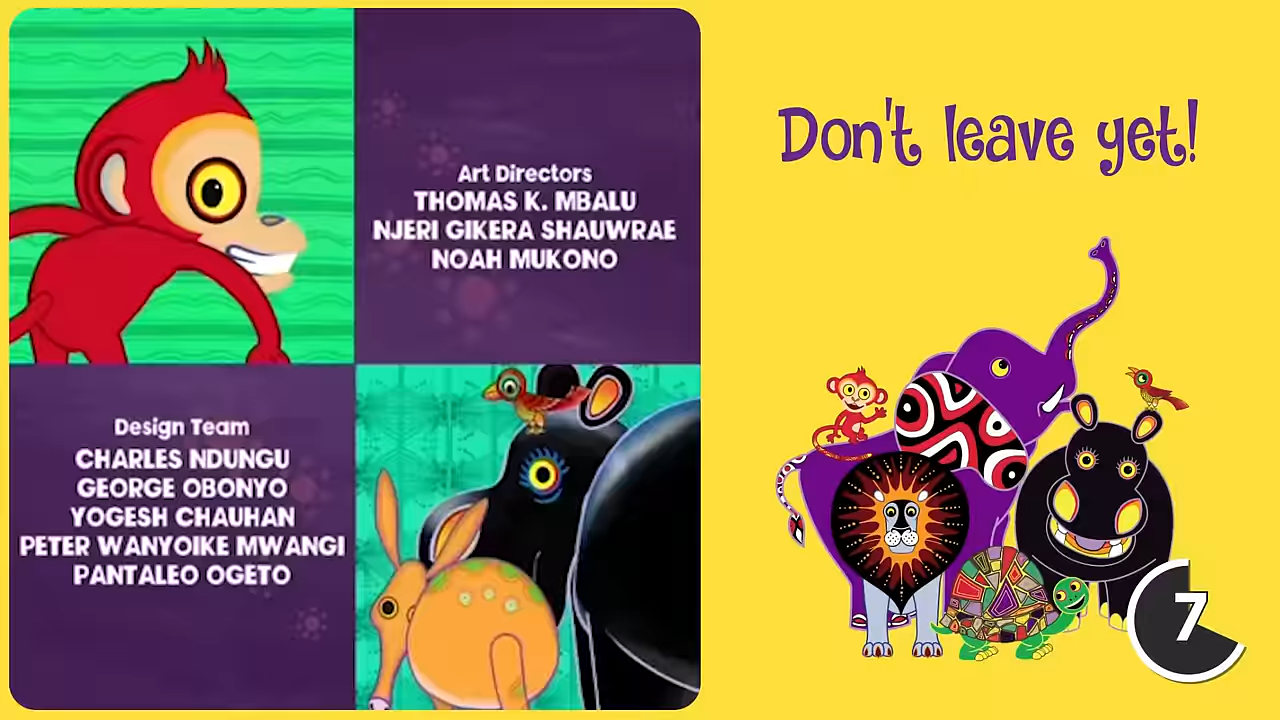 Art Directors
THOMAS K. MBALU
NJERI GIKERA SHAUWRAE
NOAH MUKONO
Design Team
CHARLES NDUNGU
GEORGE OBONYO
YOGESH CHAUHAN
PETER WANYOIKE MWANGI
PANTALEO OGETO
Don't leave yet!
7